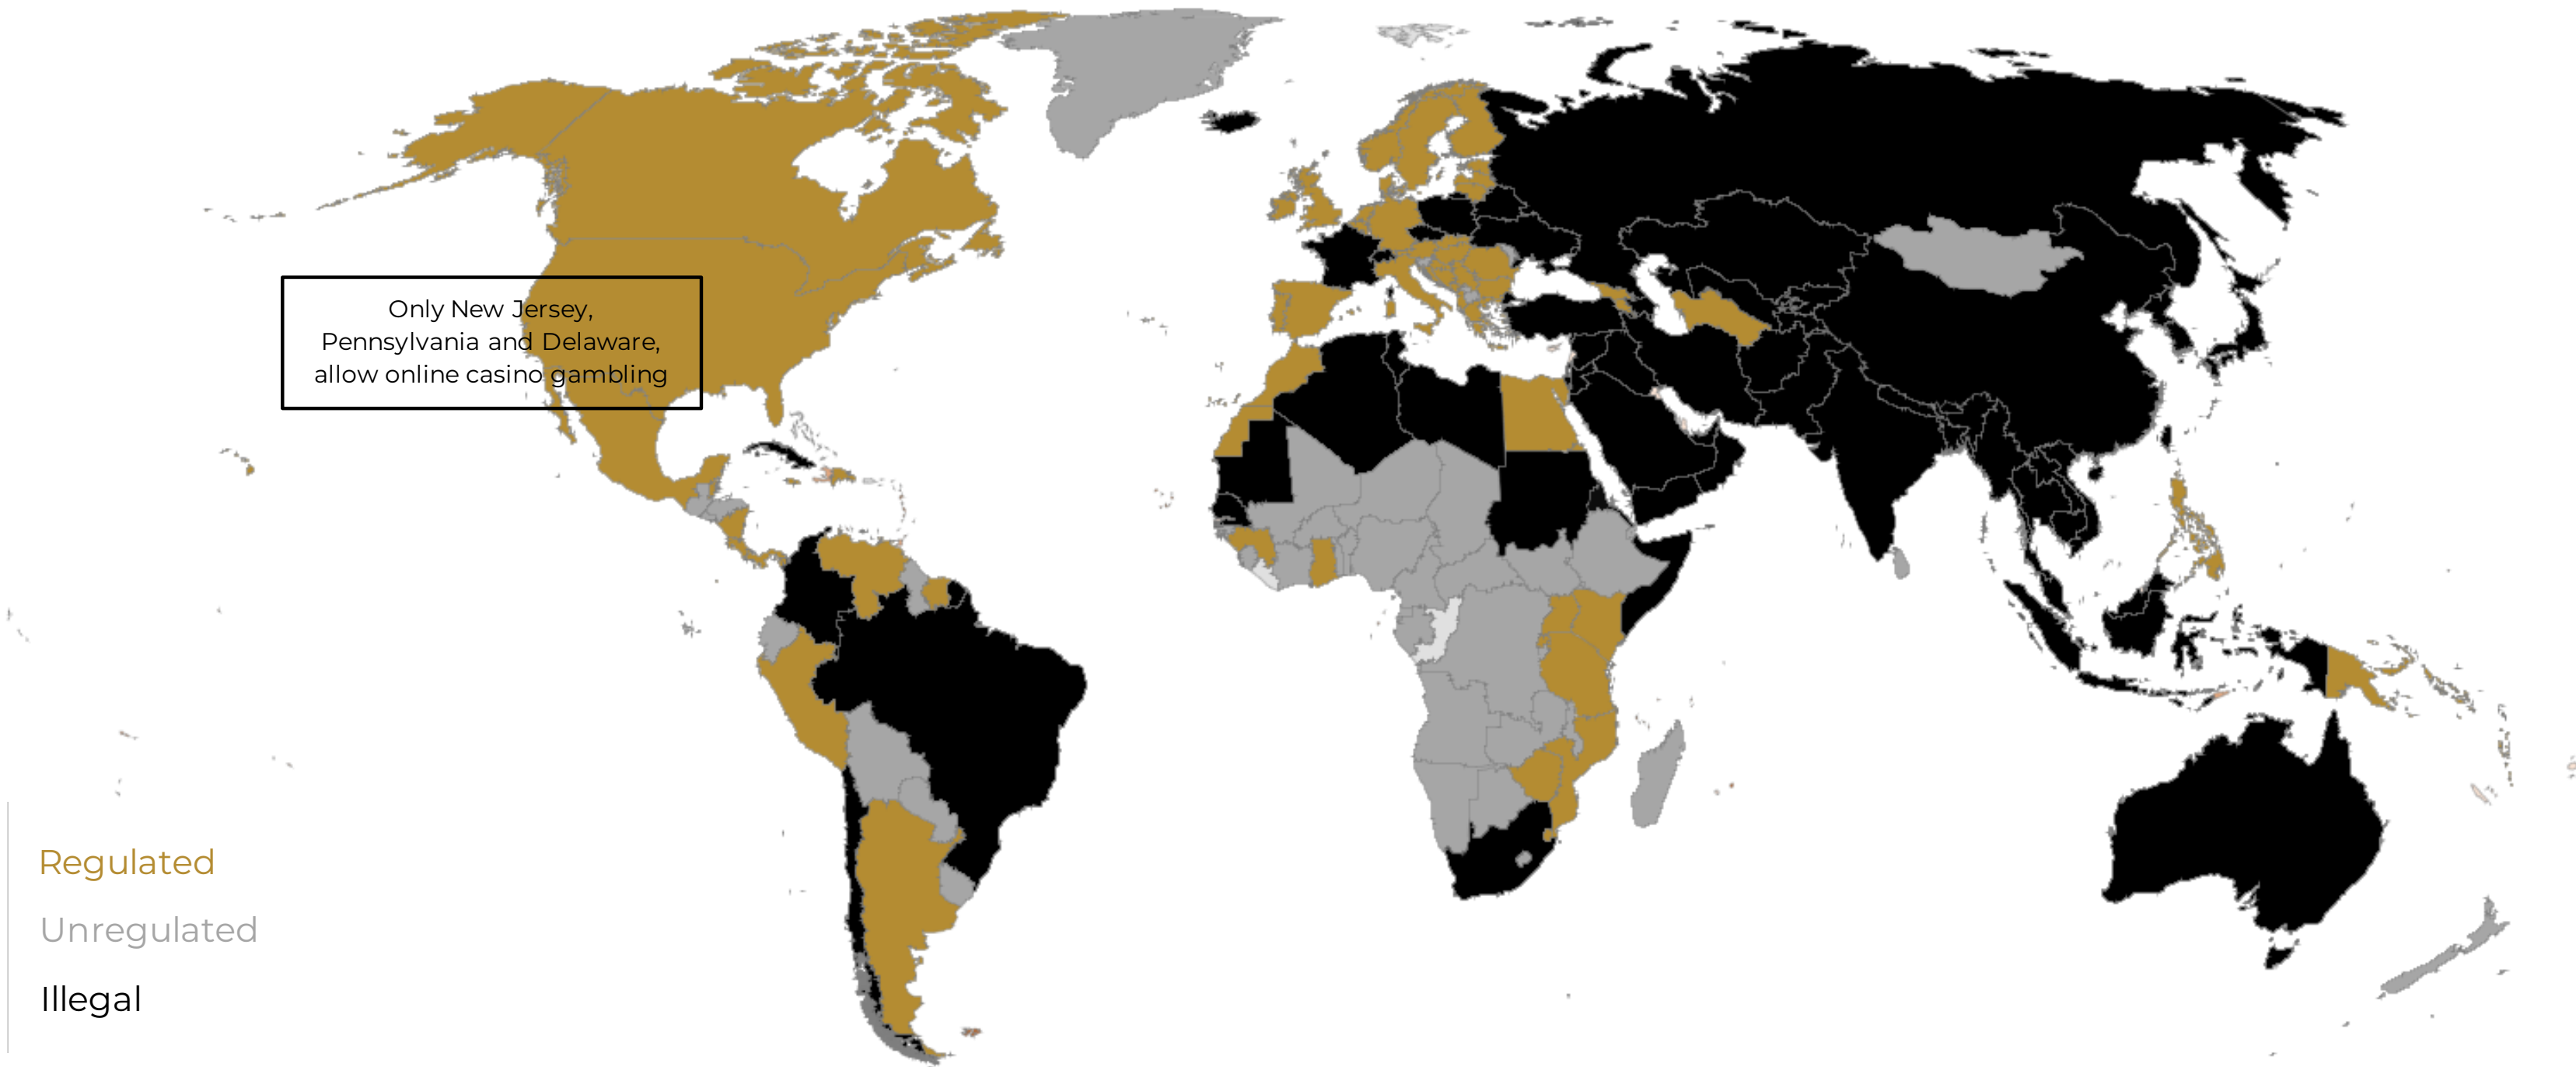 Only New Jersey,
Pennsylvania and Delaware,
allow online casino gambling
Regulated
Unregulated
Illegal